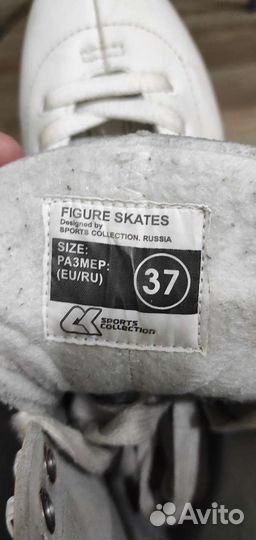 FIGURE SKATES
Designed by
SPORTS COLLECTION, RUSSIA
SIZE:
РАЗМЕР:
(EU/RU)
37
SPORTS
COLLECTION
Avito